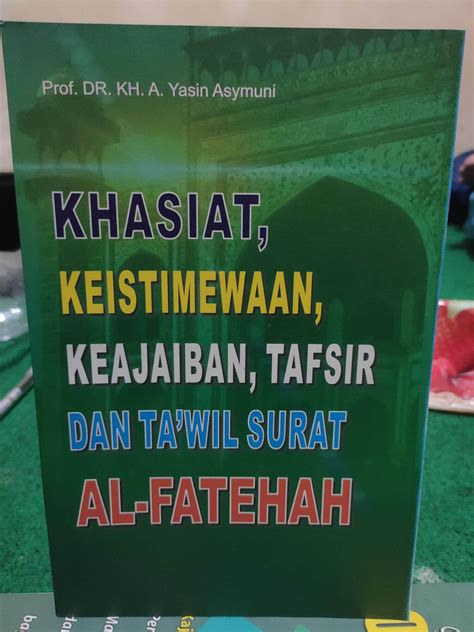 Prof. DR. KH. A. Yasin Asymuni
KHASIAT,
KEISTIMEWAAN,
KEAJAIBAN, TAFSIR
DAN TA'WIL SURAT
AL-FATEHAH